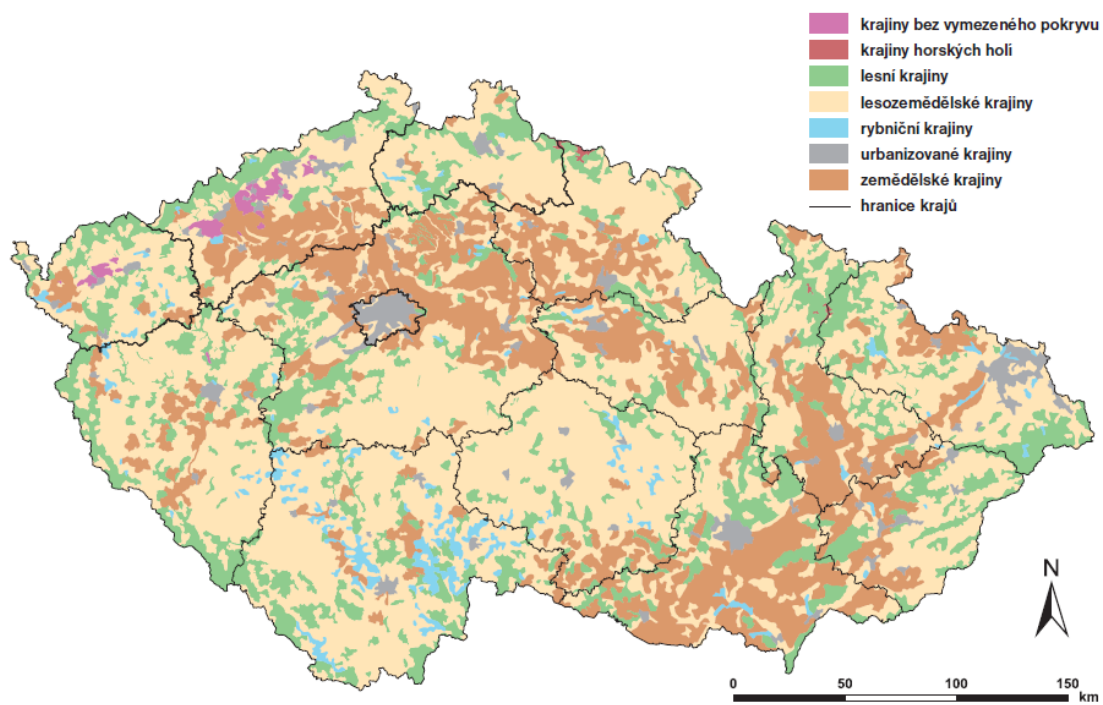 krajiny bez vymezeného pokryvu
krajiny horských holí
lesní krajiny
lesozemědělské krajiny
rybniční krajiny
urbanizované krajiny
zemědělské krajiny
hranice krajů
N
0 50 100 150
km